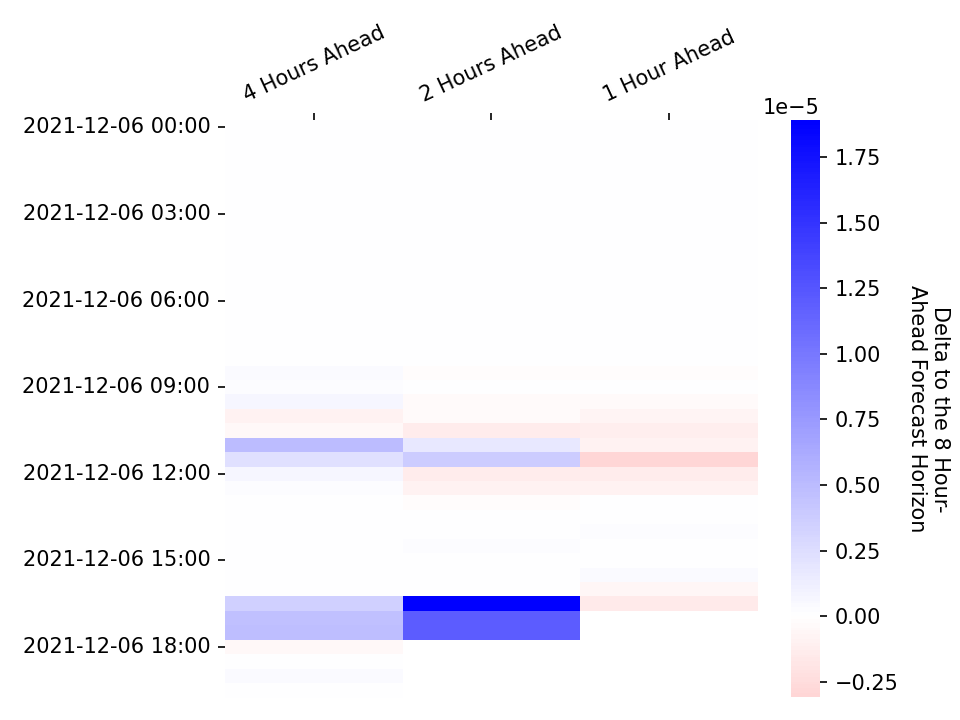 4 Hours Ahead
2 Hours Ahead
1 Hour Ahead
1e−5
2021-12-06 00:00
2021-12-06 03:00
2021-12-06 06:00
2021-12-06 09:00
2021-12-06 12:00
2021-12-06 15:00
2021-12-06 18:00
1.75
1.50
1.25
1.00
0.75
0.50
0.25
0.00
−0.25
Delta to the 8 Hour-
Ahead Forecast Horizon